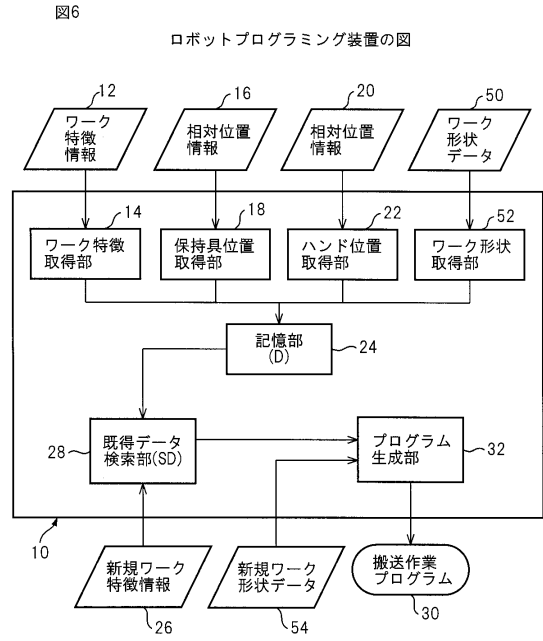 図6
ロボットプログラミング装置の図
12
16
20
50
ワーク
特徴
情報
相対位置
情報
相対位置
情報
ワーク
形状
データ
14
18
22
52
ワーク特徴
取得部
保持具位置
取得部
ハンド位置
取得部
ワーク形状
取得部
記憶部
(D)
24
28
既得データ
検索部(SD)
プログラム
生成部
32
10
新規ワーク
特徴情報
新規ワーク
形状データ
搬送作業
プログラム
26
54
30